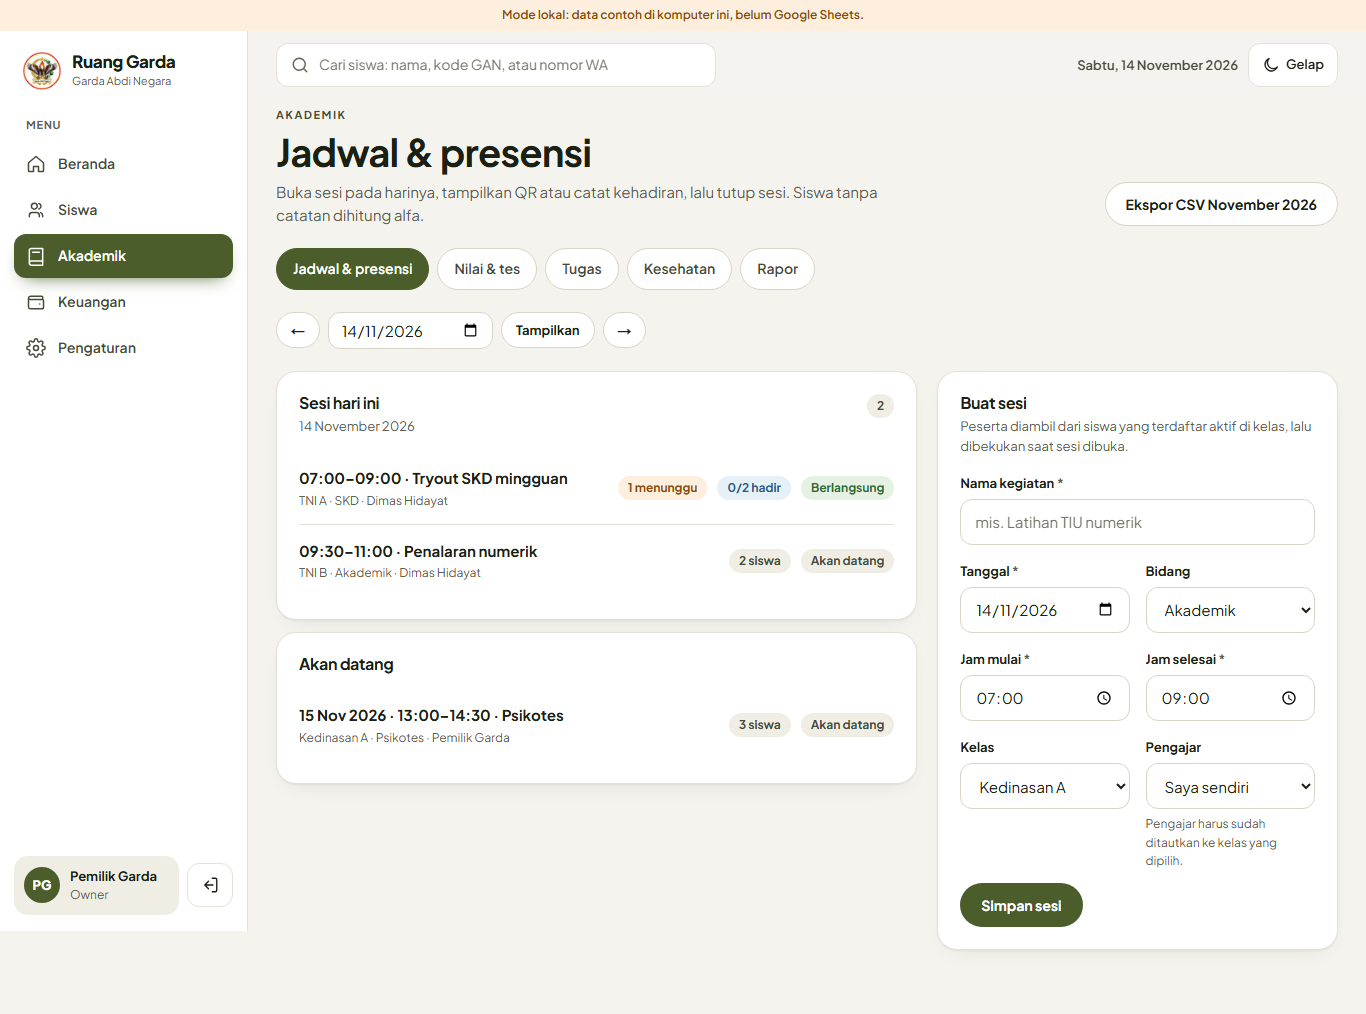 Mode lokal: data contoh di komputer ini, belum Google Sheets.
Ruang Garda
Garda Abdi Negara
MENU
Beranda
Siswa
Akademik
Keuangan
Pengaturan
PG
Pemilik Garda
Owner
Cari siswa: nama, kode GAN, atau nomor WA
Sabtu, 14 November 2026
Gelap
AKADEMIK
Jadwal & presensi
Buka sesi pada harinya, tampilkan QR atau catat kehadiran, lalu tutup sesi. Siswa tanpa
catatan dihitung alfa.
Ekspor CSV November 2026
Jadwal & presensi
Nilai & tes
Tugas
Kesehatan
Rapor
←
14/11/2026
Tampilkan
→
Sesi hari ini
2
14 November 2026
07:00–09:00 · Tryout SKD mingguan
1 menunggu
0/2 hadir
Berlangsung
TNI A · SKD · Dimas Hidayat
09:30–11:00 · Penalaran numerik
2 siswa
Akan datang
TNI B · Akademik · Dimas Hidayat
Akan datang
15 Nov 2026 · 13:00–14:30 · Psikotes
3 siswa
Akan datang
Kedinasan A · Psikotes · Pemilik Garda
Buat sesi
Peserta diambil dari siswa yang terdaftar aktif di kelas, lalu
dibekukan saat sesi dibuka.
Nama kegiatan *
mis. Latihan TIU numerik
Tanggal *
Bidang
14/11/2026
Akademik
Jam mulai *
Jam selesai *
07:00
09:00
Kelas
Pengajar
Kedinasan A
Saya sendiri
Pengajar harus sudah
ditautkan ke kelas yang
dipilih.
Simpan sesi